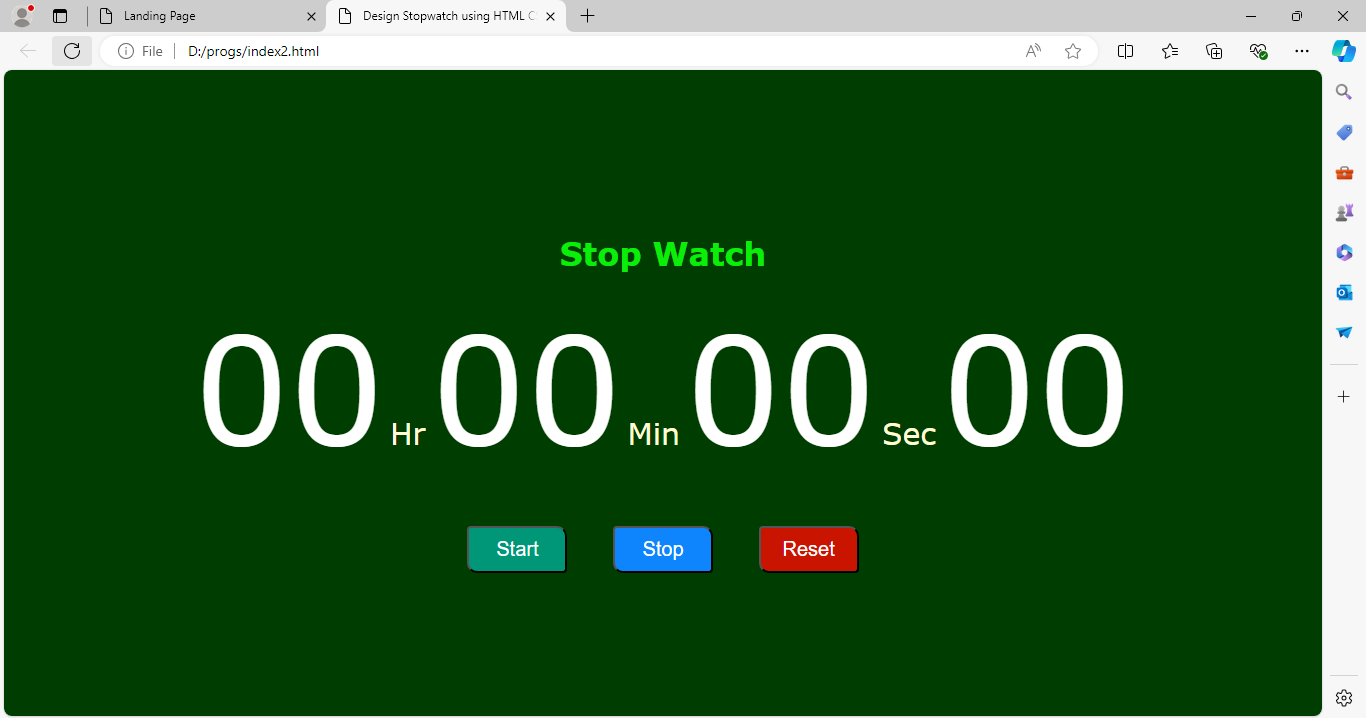 Landing Page
Design Stopwatch using HTML C
File D:/progs/index2.html
Stop Watch
00 Hr 00 Min 00 Sec 00
Start Stop Reset